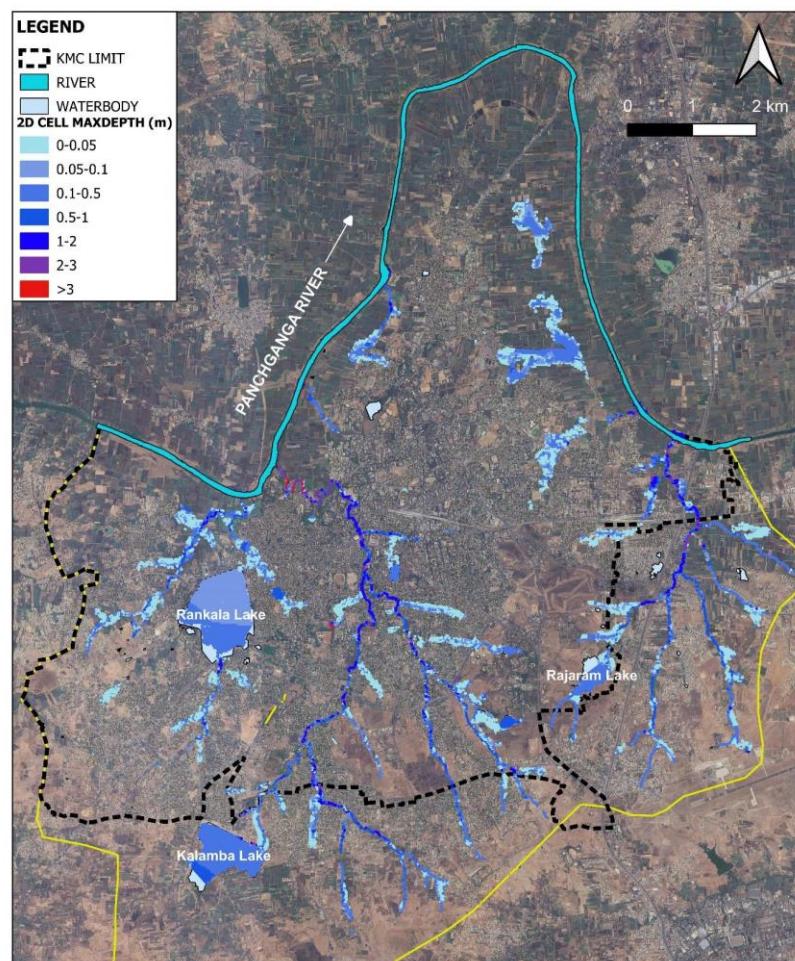 LEGEND
KMC LIMIT
RIVER
WATERBODY
2D CELL MAXDEPTH (m)
0-0.05
0.05-0.1
0.1-0.5
0.5-1
1-2
2-3
>3
0 1 2 km
PANCHGANGA RIVER
Rankala Lake
Rajaram Lake
Kalamba Lake